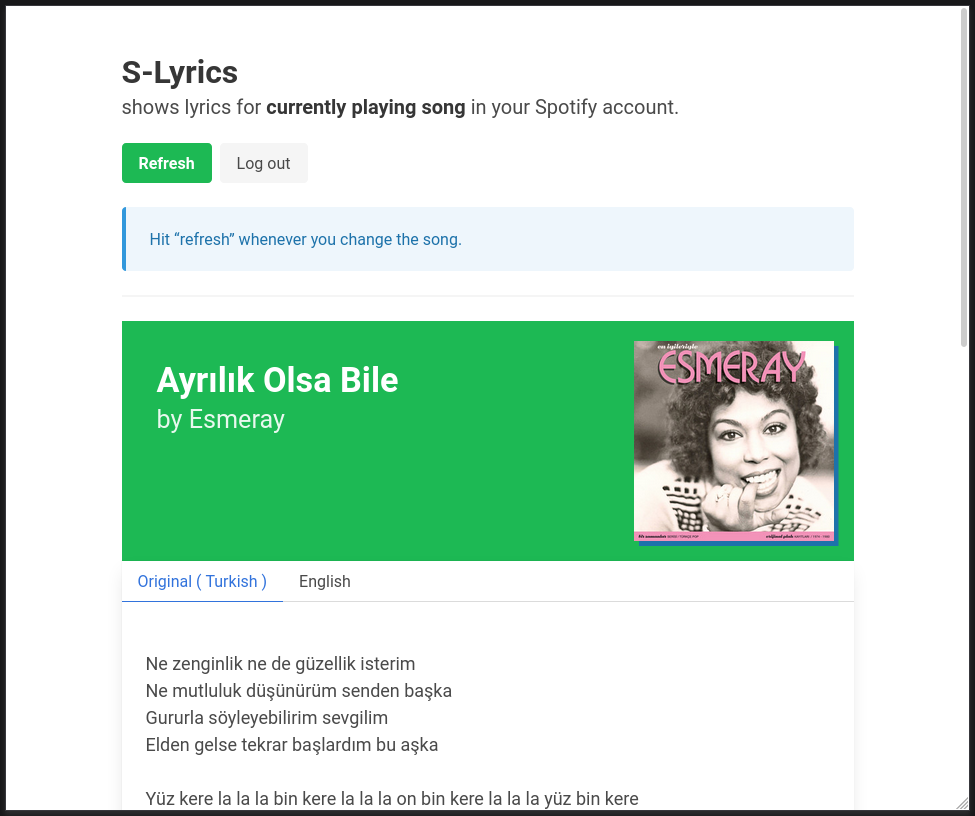 S-Lyrics
shows lyrics for currently playing song in your Spotify account.
Refresh
Log out
Hit “refresh” whenever you change the song.
Ayrılık Olsa Bile
by Esmeray
en iyileriyle
ESMERAY
Original ( Turkish )
English
Ne zenginlik ne de güzellik isterim
Ne mutluluk düşünürüm senden başka
Gururla söyleyebilirim sevgilim
Elden gelse tekrar başlardım bu aşka
Yüz kere la la la bin kere la la la on bin kere la la la yüz bin kere